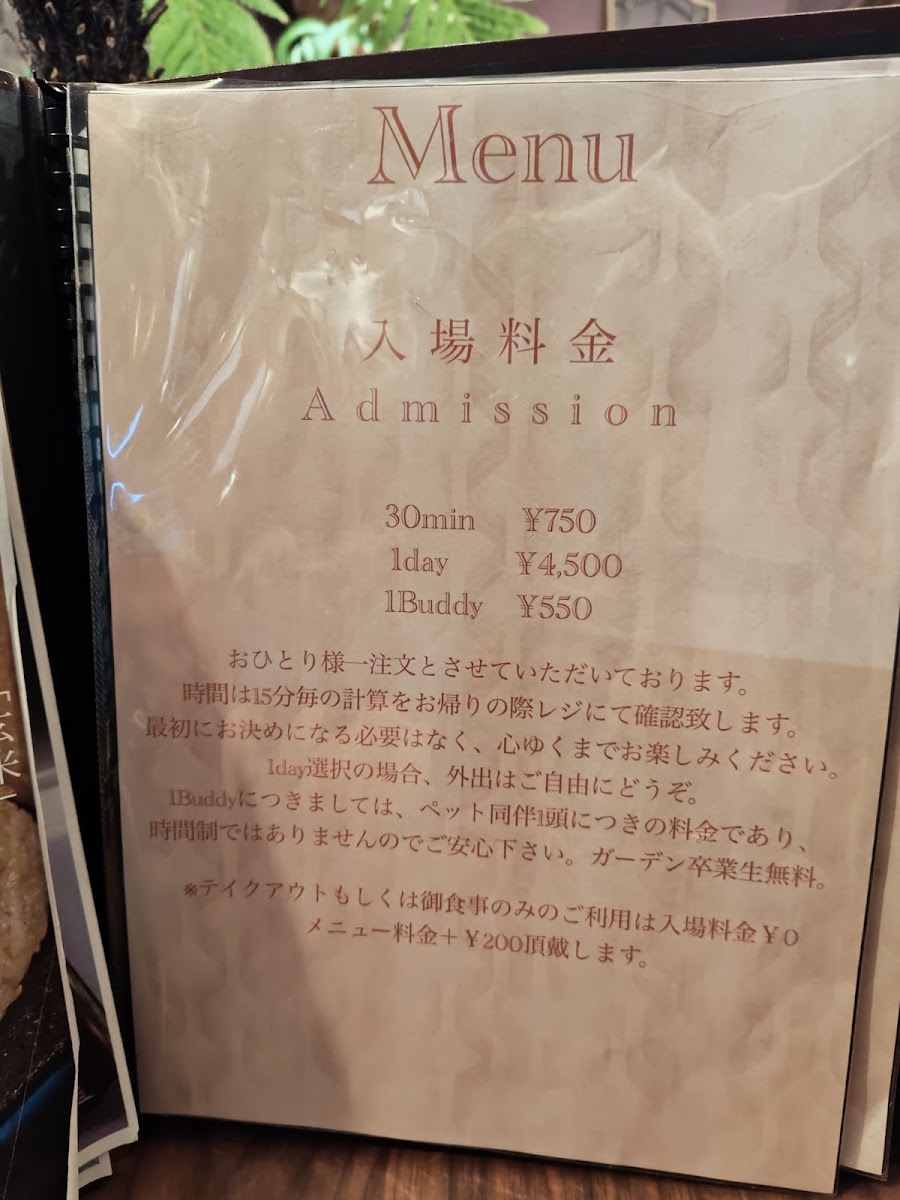 Menu
入場料金
Admission
30min ¥750
1day ¥4,500
1Buddy ¥550
おひとり様一注文とさせていただいております。
時間は15分毎の計算をお帰りの際レジにて確認致します。
最初にお決めになる必要はなく、心ゆくまでお楽しみください。
1day選択の場合、外出はご自由にどうぞ。
1Buddyにつきましては、ペット同伴1頭につきの料金であり、
時間制ではありませんのでご安心下さい。ガーデン卒業生無料。
※テイクアウトもしくは御食事のみのご利用は入場料金￥0
メニュー料金＋￥200頂戴します。